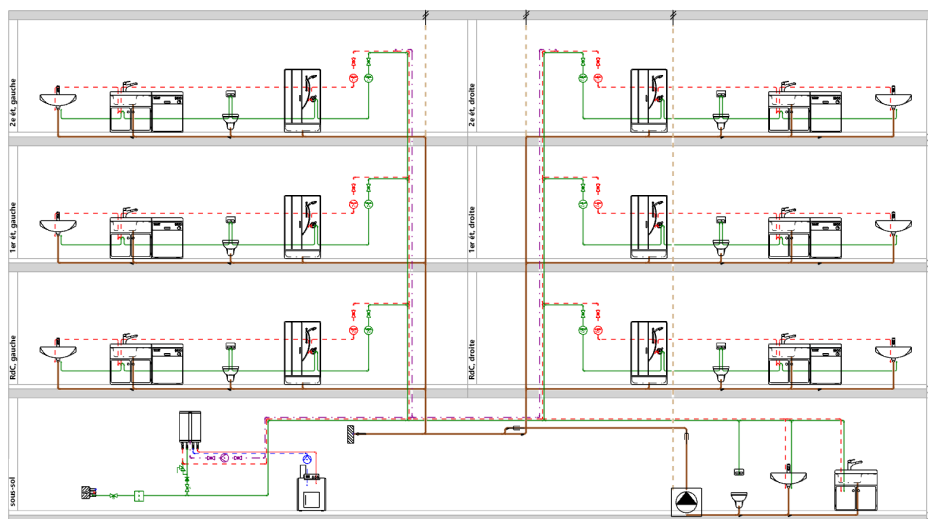 2e ét, gauche
2e ét, droite
1er ét, gauche
1er ét, droite
RdC, gauche
RdC, droite
sous-sol